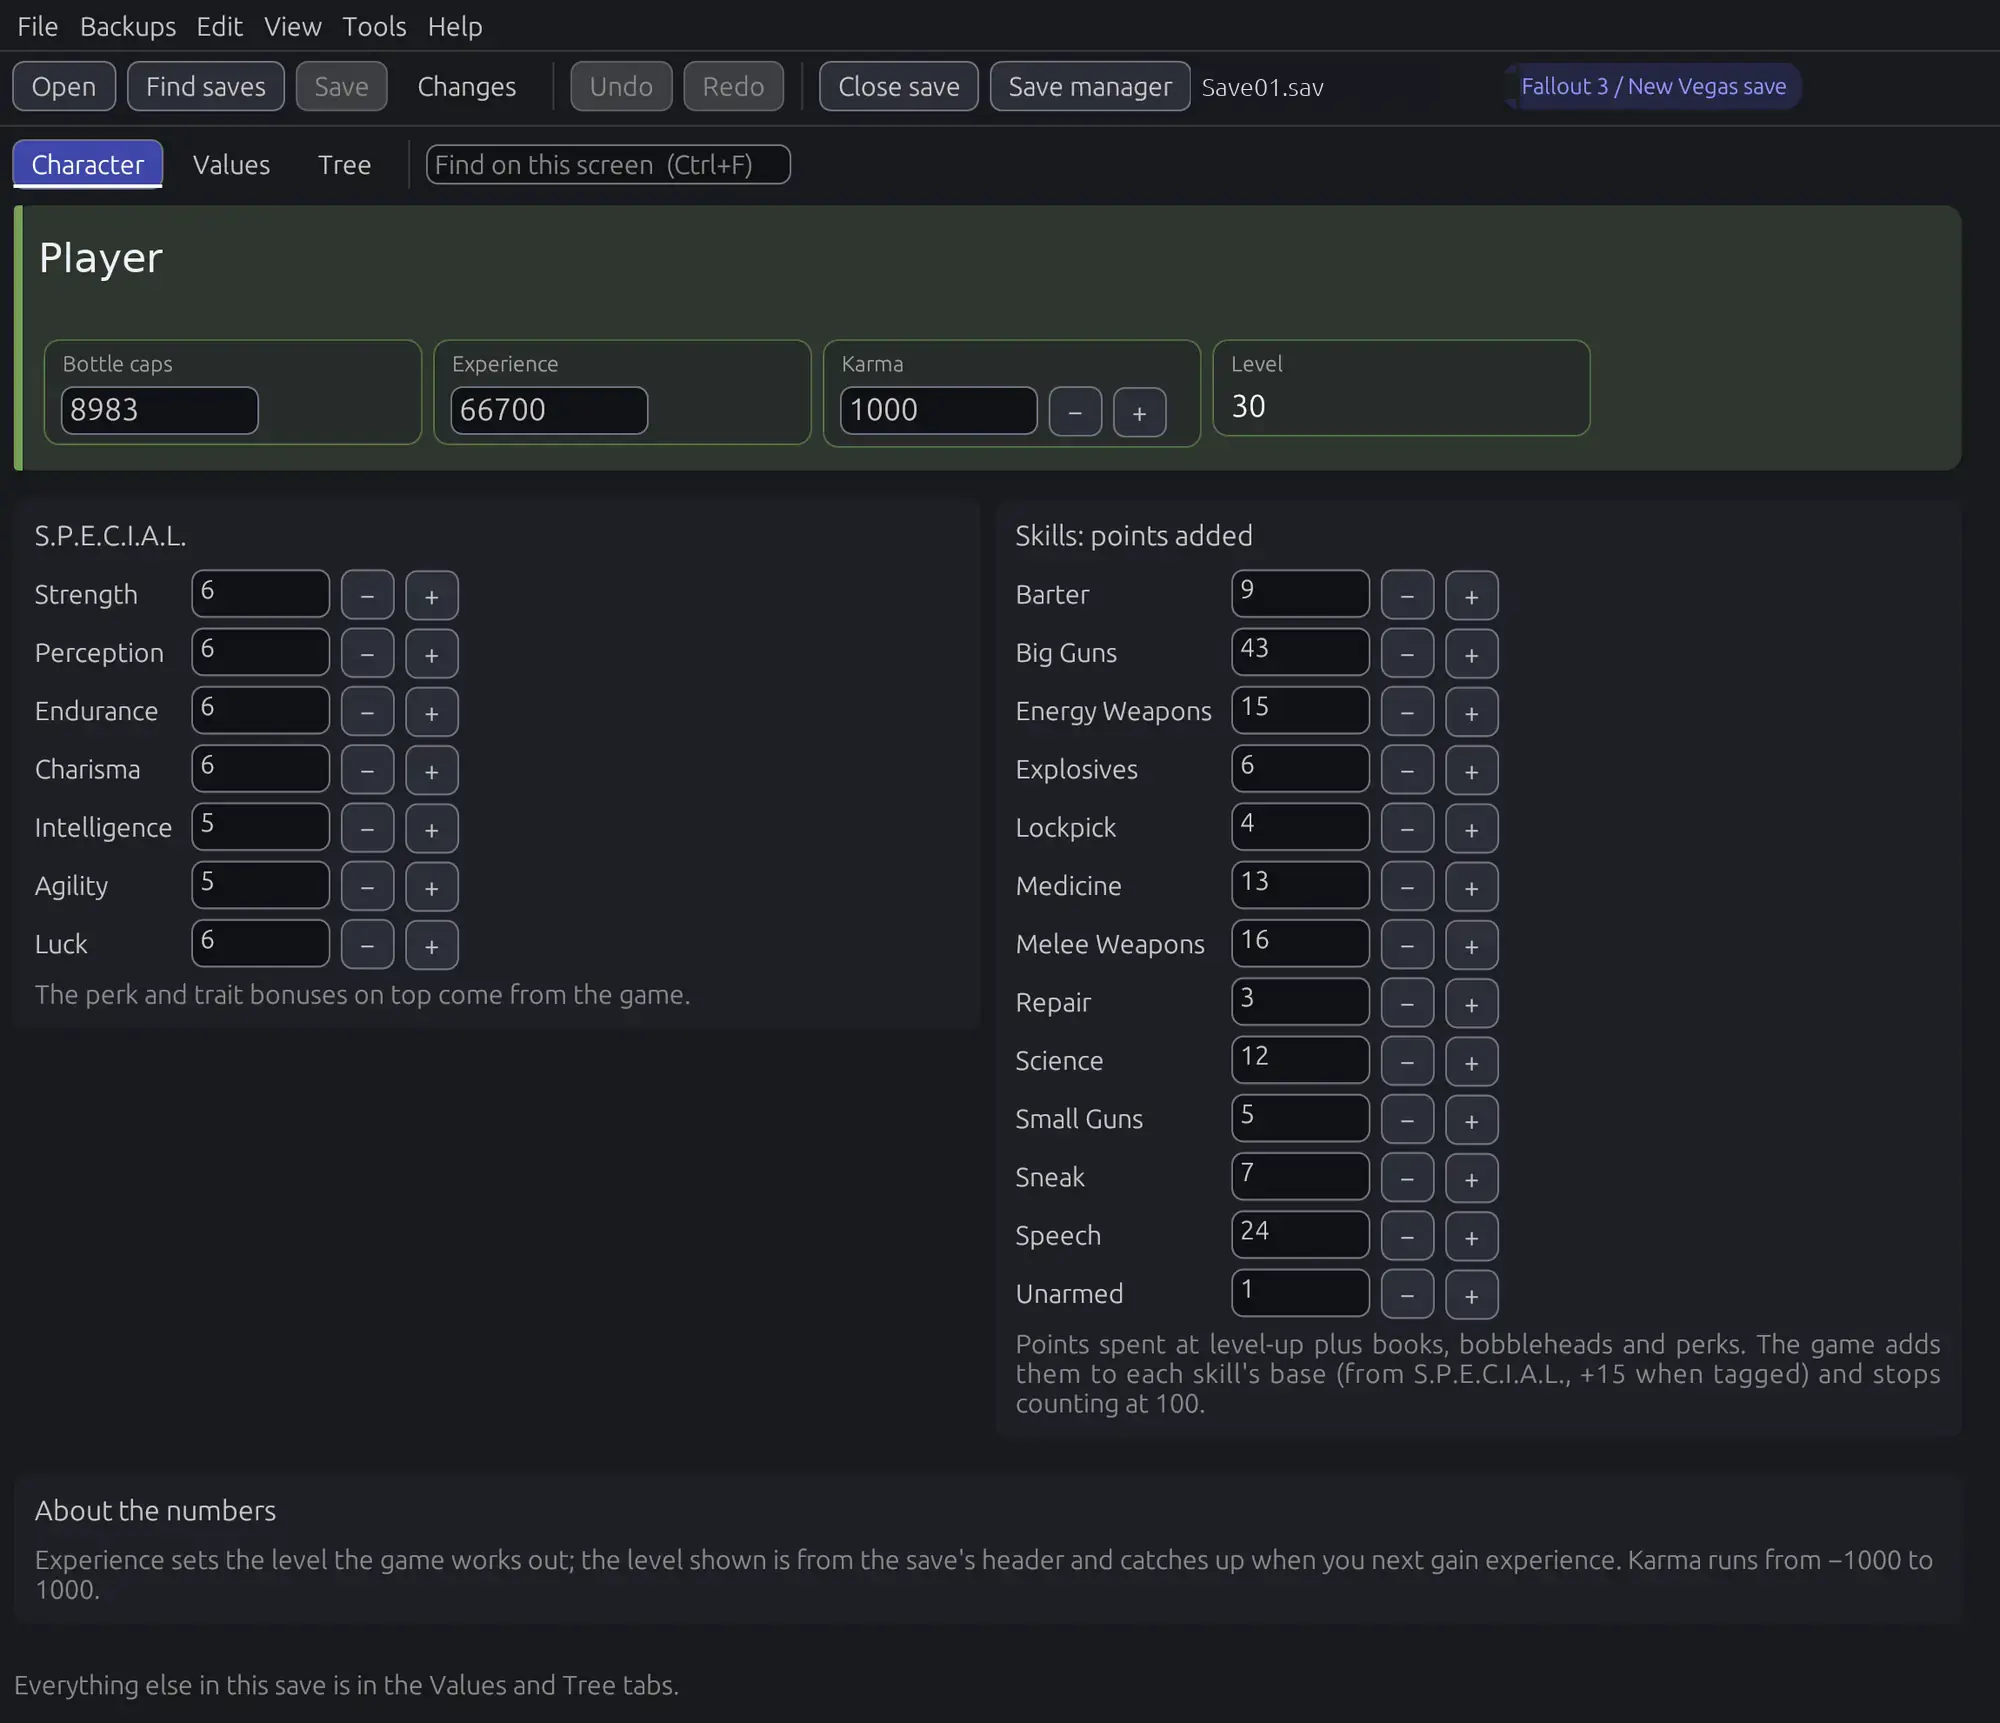 File Backups Edit View Tools Help
Open Find saves Save Changes Undo Redo Close save Save manager Save01.sav Fallout 3 / New Vegas save
Character Values Tree Find on this screen (Ctrl+F)
Player
Bottle caps Experience Karma Level
8983 66700 1000 − + 30
S.P.E.C.I.A.L.
Strength 6 − +
Perception 6 − +
Endurance 6 − +
Charisma 6 − +
Intelligence 5 − +
Agility 5 − +
Luck 6 − +
The perk and trait bonuses on top come from the game.
Skills: points added
Barter 9 − +
Big Guns 43 − +
Energy Weapons 15 − +
Explosives 6 − +
Lockpick 4 − +
Medicine 13 − +
Melee Weapons 16 − +
Repair 3 − +
Science 12 − +
Small Guns 5 − +
Sneak 7 − +
Speech 24 − +
Unarmed 1 − +
Points spent at level-up plus books, bobbleheads and perks. The game adds
them to each skill's base (from S.P.E.C.I.A.L., +15 when tagged) and stops
counting at 100.
About the numbers
Experience sets the level the game works out; the level shown is from the save's header and catches up when you next gain experience. Karma runs from −1000 to
1000.
Everything else in this save is in the Values and Tree tabs.